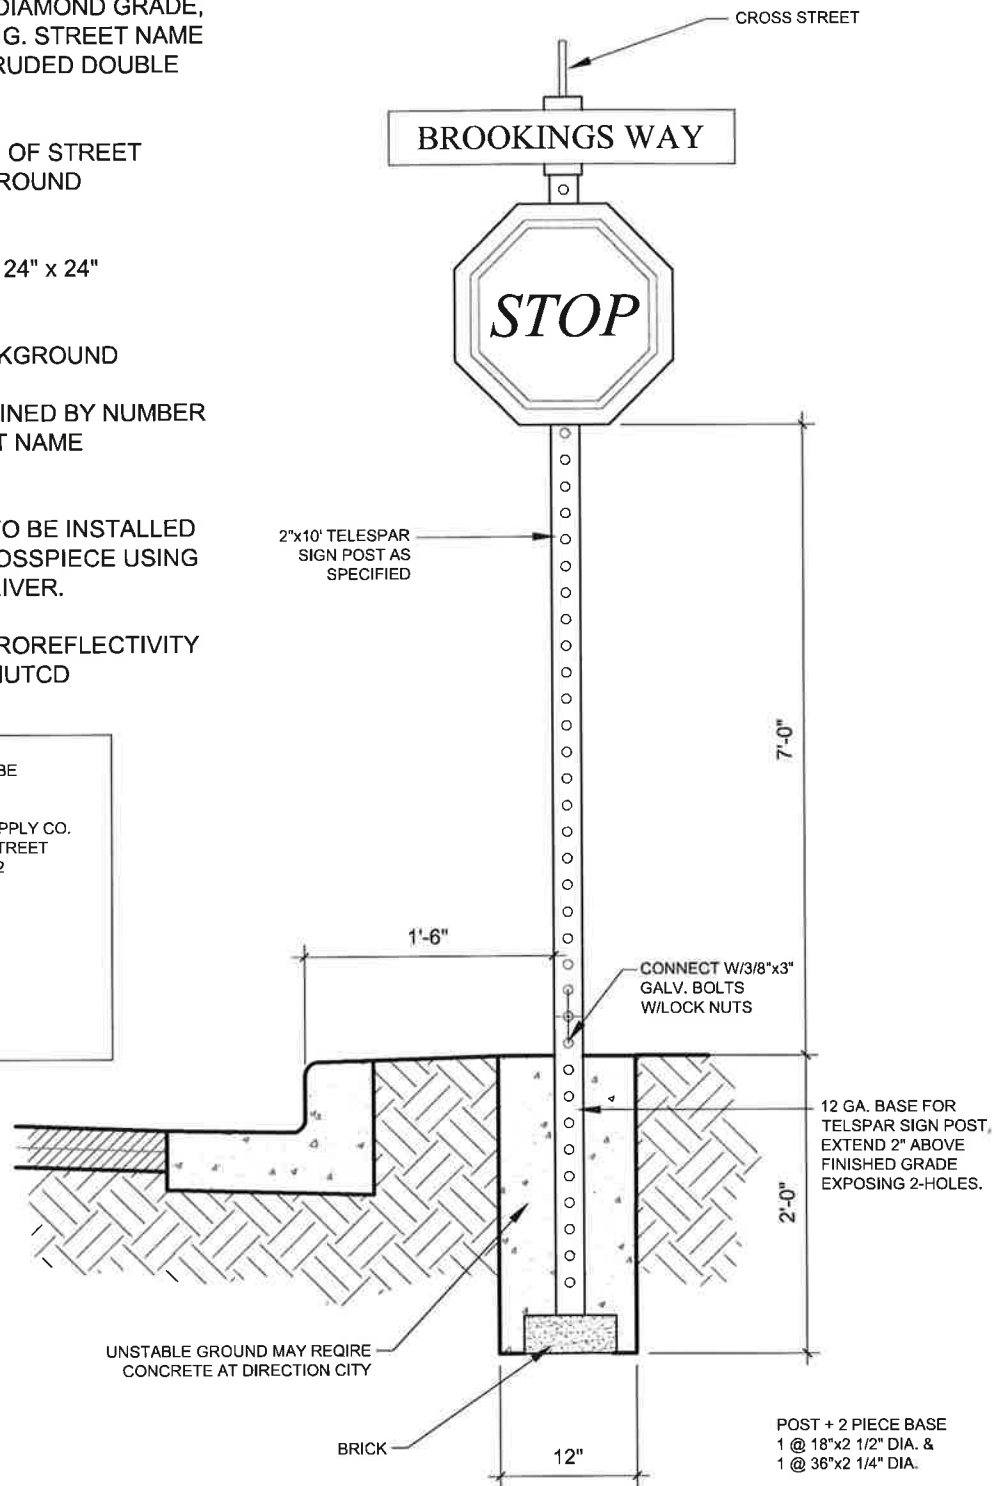 DIAMOND GRADE,
G. STREET NAME
RUDED DOUBLE
OF STREET
ROUND
24" x 24"
KGROUND
INED BY NUMBER
T NAME
TO BE INSTALLED
OSSPIECE USING
IVER.
ROREFLECTIVITY
MUTCD
BE
PPLY CO.
TREET
2
CROSS STREET
BROOKINGS WAY
STOP
2"x10' TELESPAR
SIGN POST AS
SPECIFIED
7'-0"
1'-6"
CONNECT W/3/8"x3"
GALV. BOLTS
W/LOCK NUTS
12 GA. BASE FOR
TELSPAR SIGN POST,
EXTEND 2" ABOVE
FINISHED GRADE
EXPOSING 2-HOLES.
2'-0"
UNSTABLE GROUND MAY REQIRE
CONCRETE AT DIRECTION CITY
BRICK
12"
POST + 2 PIECE BASE
1 @ 18"x2 1/2" DIA. &
1 @ 36"x2 1/4" DIA.